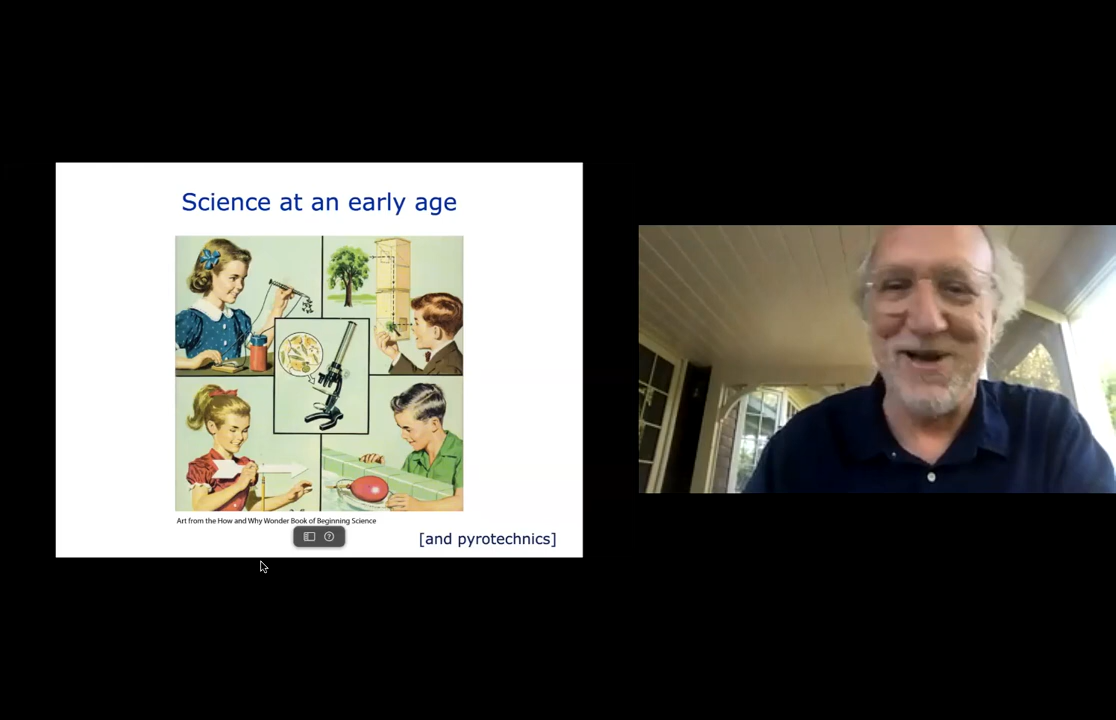 Science at an early age
Art from the How and Why Wonder Book of Beginning Science
[and pyrotechnics]